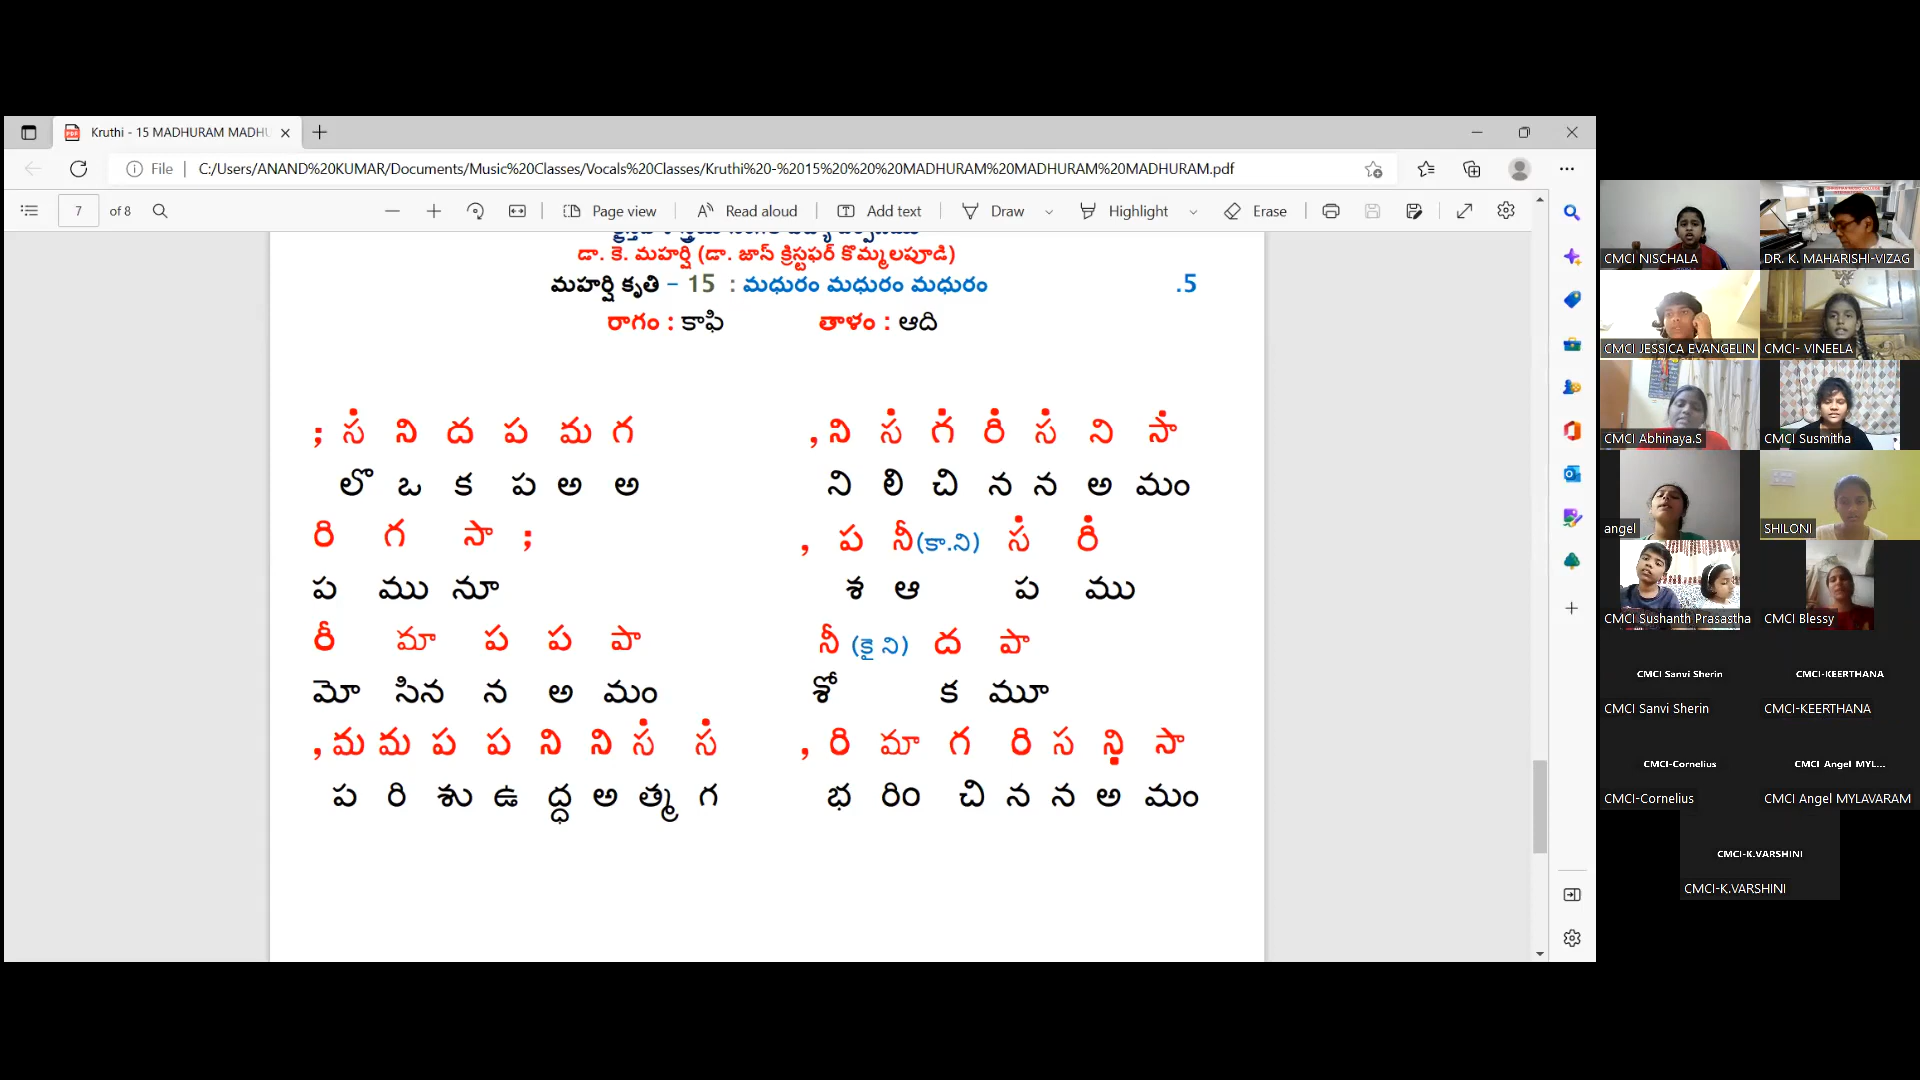 Kruthi - 15 MADHURAM MADHU
File
C:/Users/ANAND%20KUMAR/Documents/Music%20Classes/Vocals%20Classes/Kruthi%20-%2015%20%20%20MADHURAM%20MADHURAM%20MADHURAM.pdf
7 of 8 Page view Read aloud Add text Draw Highlight Erase
డా. కె. మహర్షి (డా. జాస్ క్రిస్టఫర్ కొమ్మలపూడి)
మహర్షి కృతి – 15 : మధురం మధురం మధురం .5
రాగం : కాఫి తాళం : ఆది
; సं ని ద ప మ గ , ని స గ రి స ని సా
లొ ఒ క ప అ అ ని లి చి న న అ మం
రి గ సా ; , ప నీ(కా.ని) స రి
ప ము నూ శ ఆ ప ము
రీ మా ప ప పా నీ (కై ని) ద పా
మో సిన న అ మం శో క మూ
, మ మ ప ప ని ని స స , రి మా గ రి స ని సా
ప రి శు ఉ ద్ధ అ త్మ గ భ రిం చి న న అ మం
CMCI NISCHALA
DR. K. MAHARISHI-VIZAG
CMCI JESSICA EVANGELIN
CMCI- VINEELA
CMCI Abhinaya.S
CMCI Susmitha
angel
SHILONI
CMCI Sushanth Prasastha
CMCI Blessy
CMCI Sanvi Sherin
CMCI Sanvi Sherin
CMCI-KEERTHANA
CMCI-KEERTHANA
CMCI-Cornelius
CMCI-Cornelius
CMCI Angel MYL...
CMCI Angel MYLAVARAM
CMCI-K.VARSHINI
CMCI-K.VARSHINI